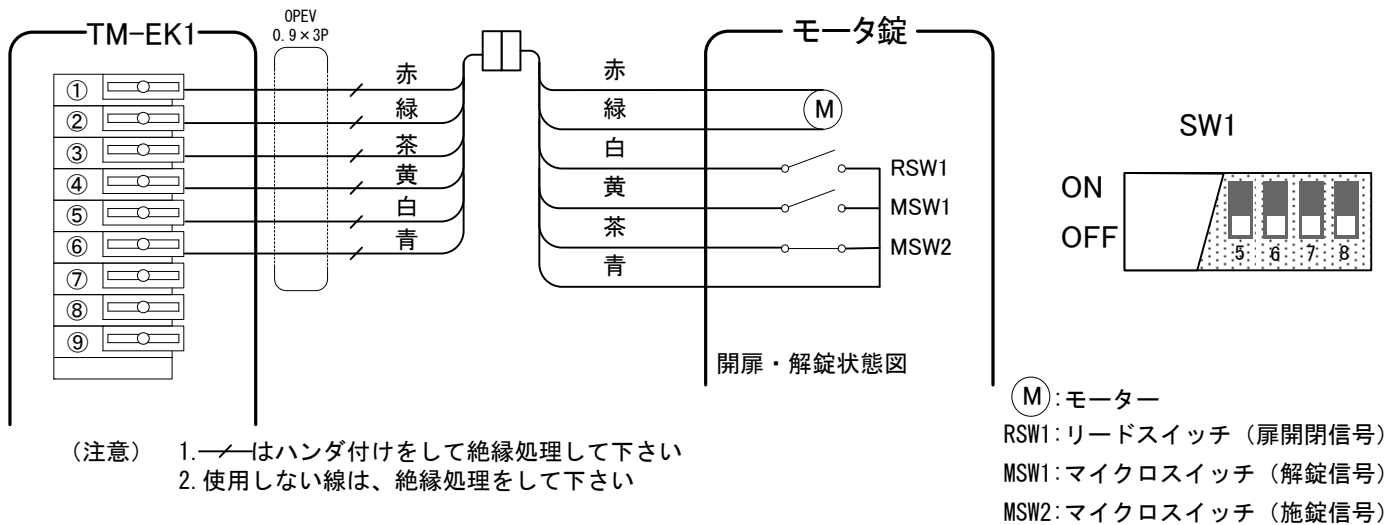 TM-EK1
OPEV
0.9×3P
①
②
③
④
⑤
⑥
⑦
⑧
⑨
赤
緑
茶
黄
白
青
赤
緑
白
黄
茶
青
モータ錠
M
RSW1
MSW1
MSW2
開扉・解錠状態図
SW1
ON
OFF
5 6 7 8
M:モーター
RSW1:リードスイッチ(扉開閉信号)
MSW1:マイクロスイッチ(解錠信号)
MSW2:マイクロスイッチ(施錠信号)
(注意) 1. はハンダ付けをして絶縁処理して下さい
2.使用しない線は、絶縁処理をして下さい